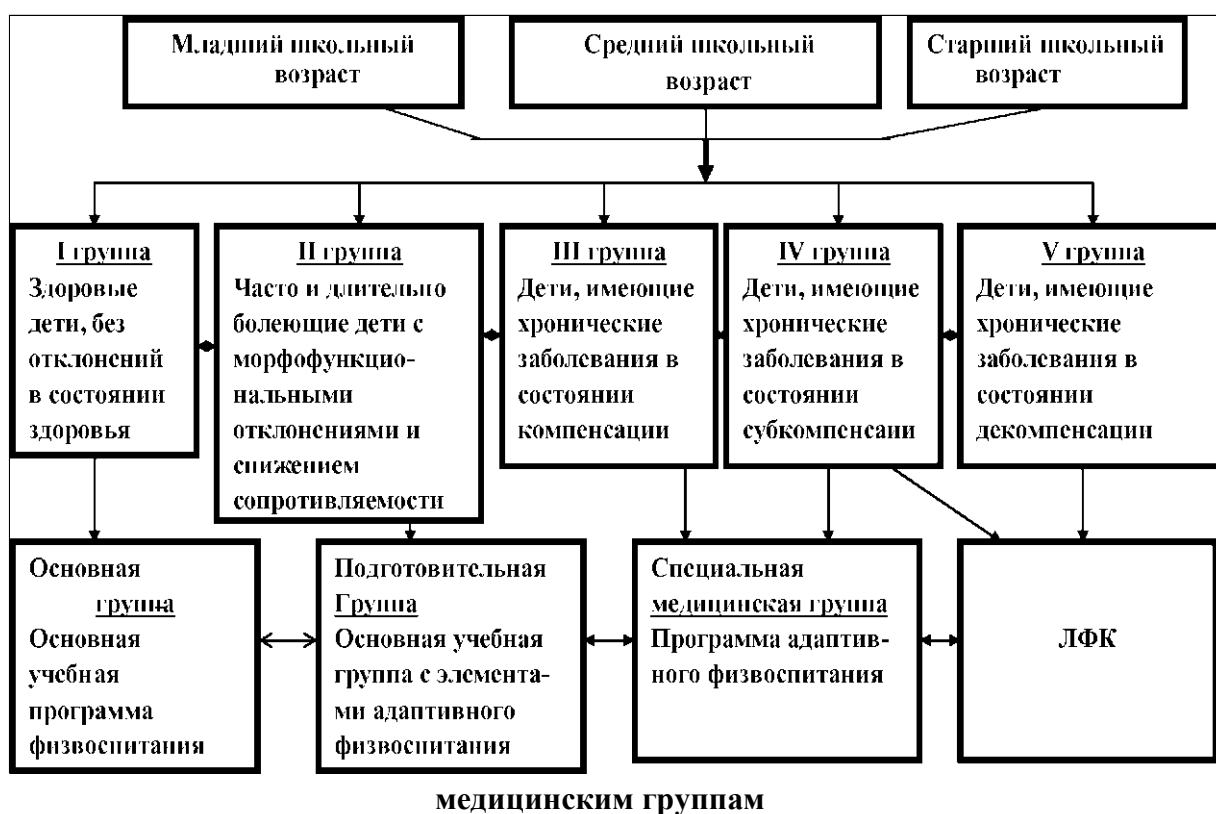 Младший школьный
возраст
Средний школьный
возраст
Старший школьный
возраст
I группа
Здоровые
дети, без
отклонений
в состоянии
здоровья
II группа
Часто и длительно
болеющие дети с
морфофункцио-
нальными
отклонениями и
снижением
сопротивляемости
III группа
Дети, имеющие
хронические
заболевания в
состоянии
компенсации
IV группа
Дети, имеющие
хронические
заболевания в
состоянии
субкомпенсаии
V группа
Дети, имеющие
хронические
заболевания в
состоянии
декомпенсации
Основная
группа
Основная
учебная
программа
физвоспитания
Подготовительная
Группа
Основная учебная
группа с элемента-
ми адаптивного
физвоспитания
Специальная
медицинская группа
Программа адаптив-
ного физвоспитания
ЛФК
медицинским группам